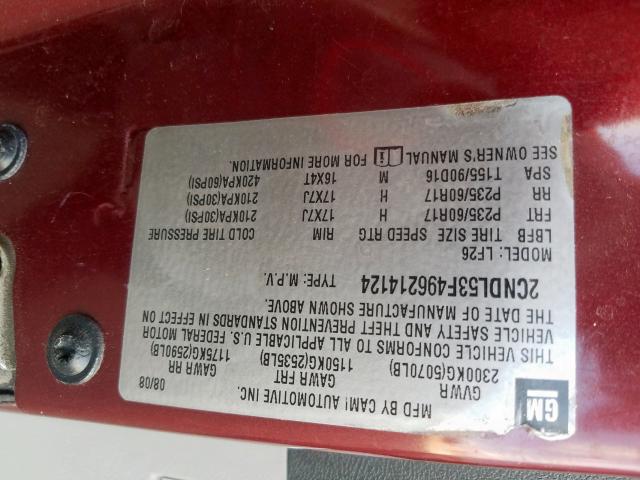 GM
MFD BY CAMI AUTOMOTIVE INC. 08/08
GVWR GAWR FRT GAWR RR
2300KG(5070LB) 1150KG(2535LB) 1175KG(2590LB)
THIS VEHICLE CONFORMS TO ALL APPLICABLE U.S. FEDERAL MOTOR
VEHICLE SAFETY AND THEFT PREVENTION STANDARDS IN EFFECT ON
THE DATE OF MANUFACTURE SHOWN ABOVE.
2CNDL53F496214124 TYPE: M.P.V.
MODEL: LF26
LBFB TIRE SIZE SPEED RTG RIM COLD TIRE PRESSURE
FRT P235/60R17 H 17X7J 210KPA(30PSI)
RR P235/60R17 H 17X7J 210KPA(30PSI)
SPA T155/90D16 M 16X4T 420KPA(60PSI)
SEE OWNER'S MANUAL FOR MORE INFORMATION.